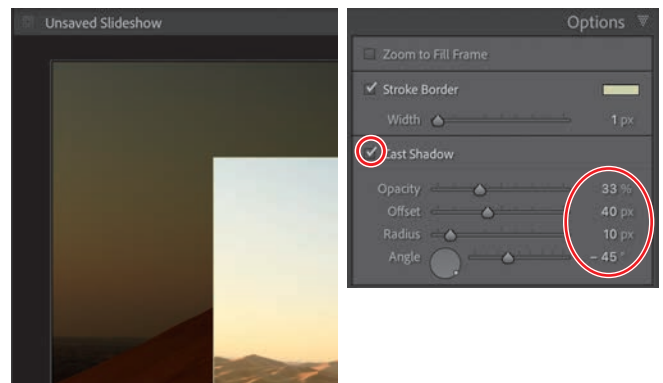 Unsaved Slideshow
Options
Zoom to Fill Frame
Stroke Border
Width 1 px
Cast Shadow
Opacity 33 %
Offset 40 px
Radius 10 px
Angle - 45 °